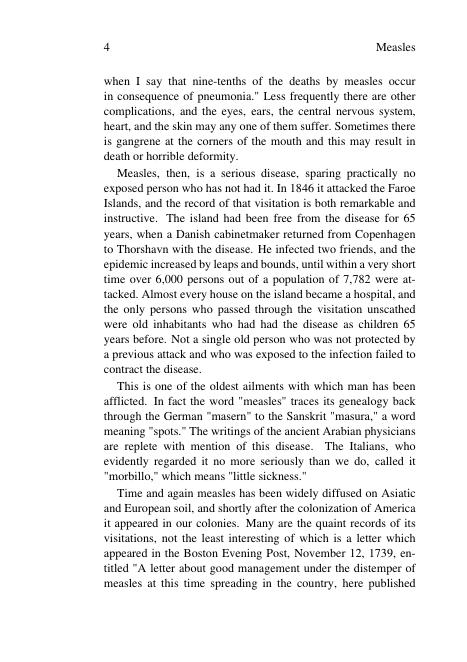 4 Measles
when I say that nine-tenths of the deaths by measles occur
in consequence of pneumonia." Less frequently there are other
complications, and the eyes, ears, the central nervous system,
heart, and the skin may any one of them suffer. Sometimes there
is gangrene at the corners of the mouth and this may result in
death or horrible deformity.
Measles, then, is a serious disease, sparing practically no
exposed person who has not had it. In 1846 it attacked the Faroe
Islands, and the record of that visitation is both remarkable and
instructive. The island had been free from the disease for 65
years, when a Danish cabinetmaker returned from Copenhagen
to Thorshavn with the disease. He infected two friends, and the
epidemic increased by leaps and bounds, until within a very short
time over 6,000 persons out of a population of 7,782 were at-
tacked. Almost every house on the island became a hospital, and
the only persons who passed through the visitation unscathed
were old inhabitants who had had the disease as children 65
years before. Not a single old person who was not protected by
a previous attack and who was exposed to the infection failed to
contract the disease.
This is one of the oldest ailments with which man has been
afflicted. In fact the word "measles" traces its genealogy back
through the German "masern" to the Sanskrit "masura," a word
meaning "spots." The writings of the ancient Arabian physicians
are replete with mention of this disease. The Italians, who
evidently regarded it no more seriously than we do, called it
"morbillo," which means "little sickness."
Time and again measles has been widely diffused on Asiatic
and European soil, and shortly after the colonization of America
it appeared in our colonies. Many are the quaint records of its
visitations, not the least interesting of which is a letter which
appeared in the Boston Evening Post, November 12, 1739, en-
titled "A letter about good management under the distemper of
measles at this time spreading in the country, here published